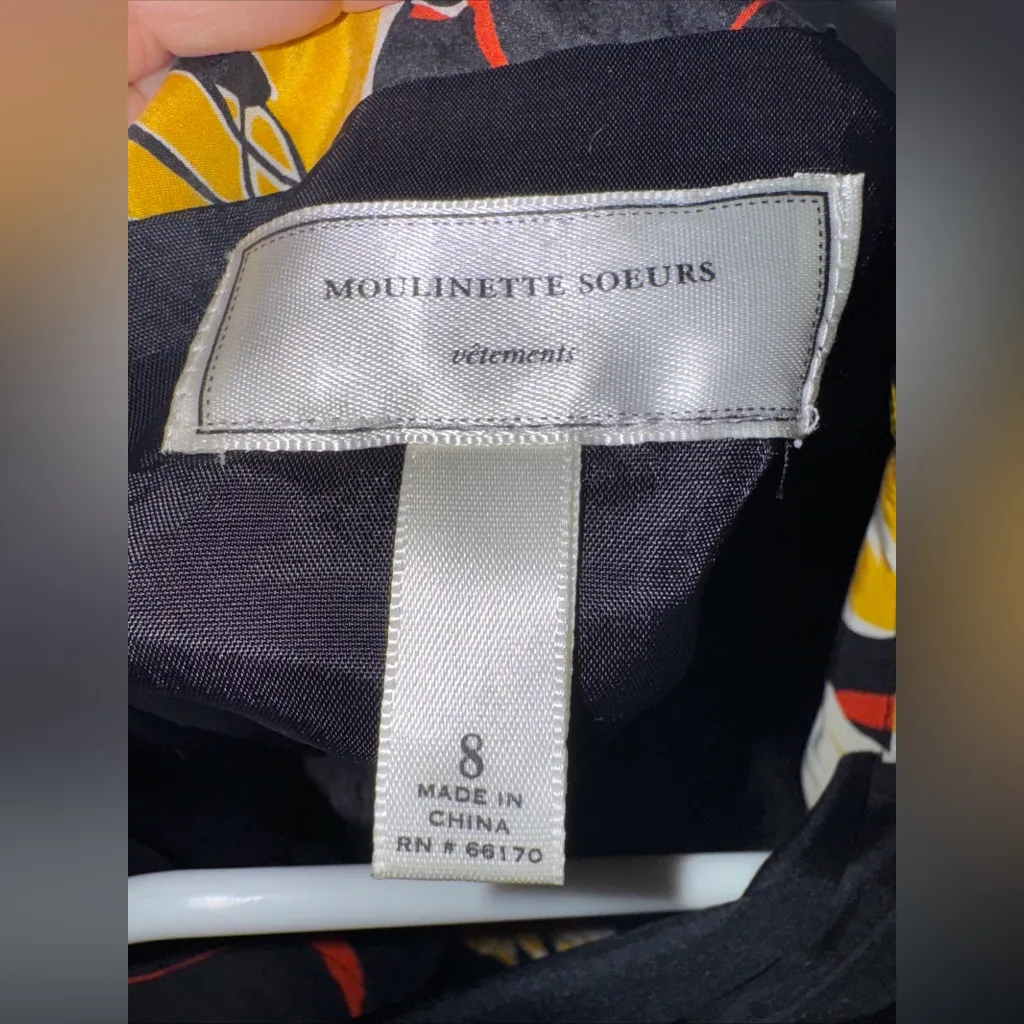 MOULINETTE SOEURS
vêtements
8
MADE IN
CHINA
RN # 66170